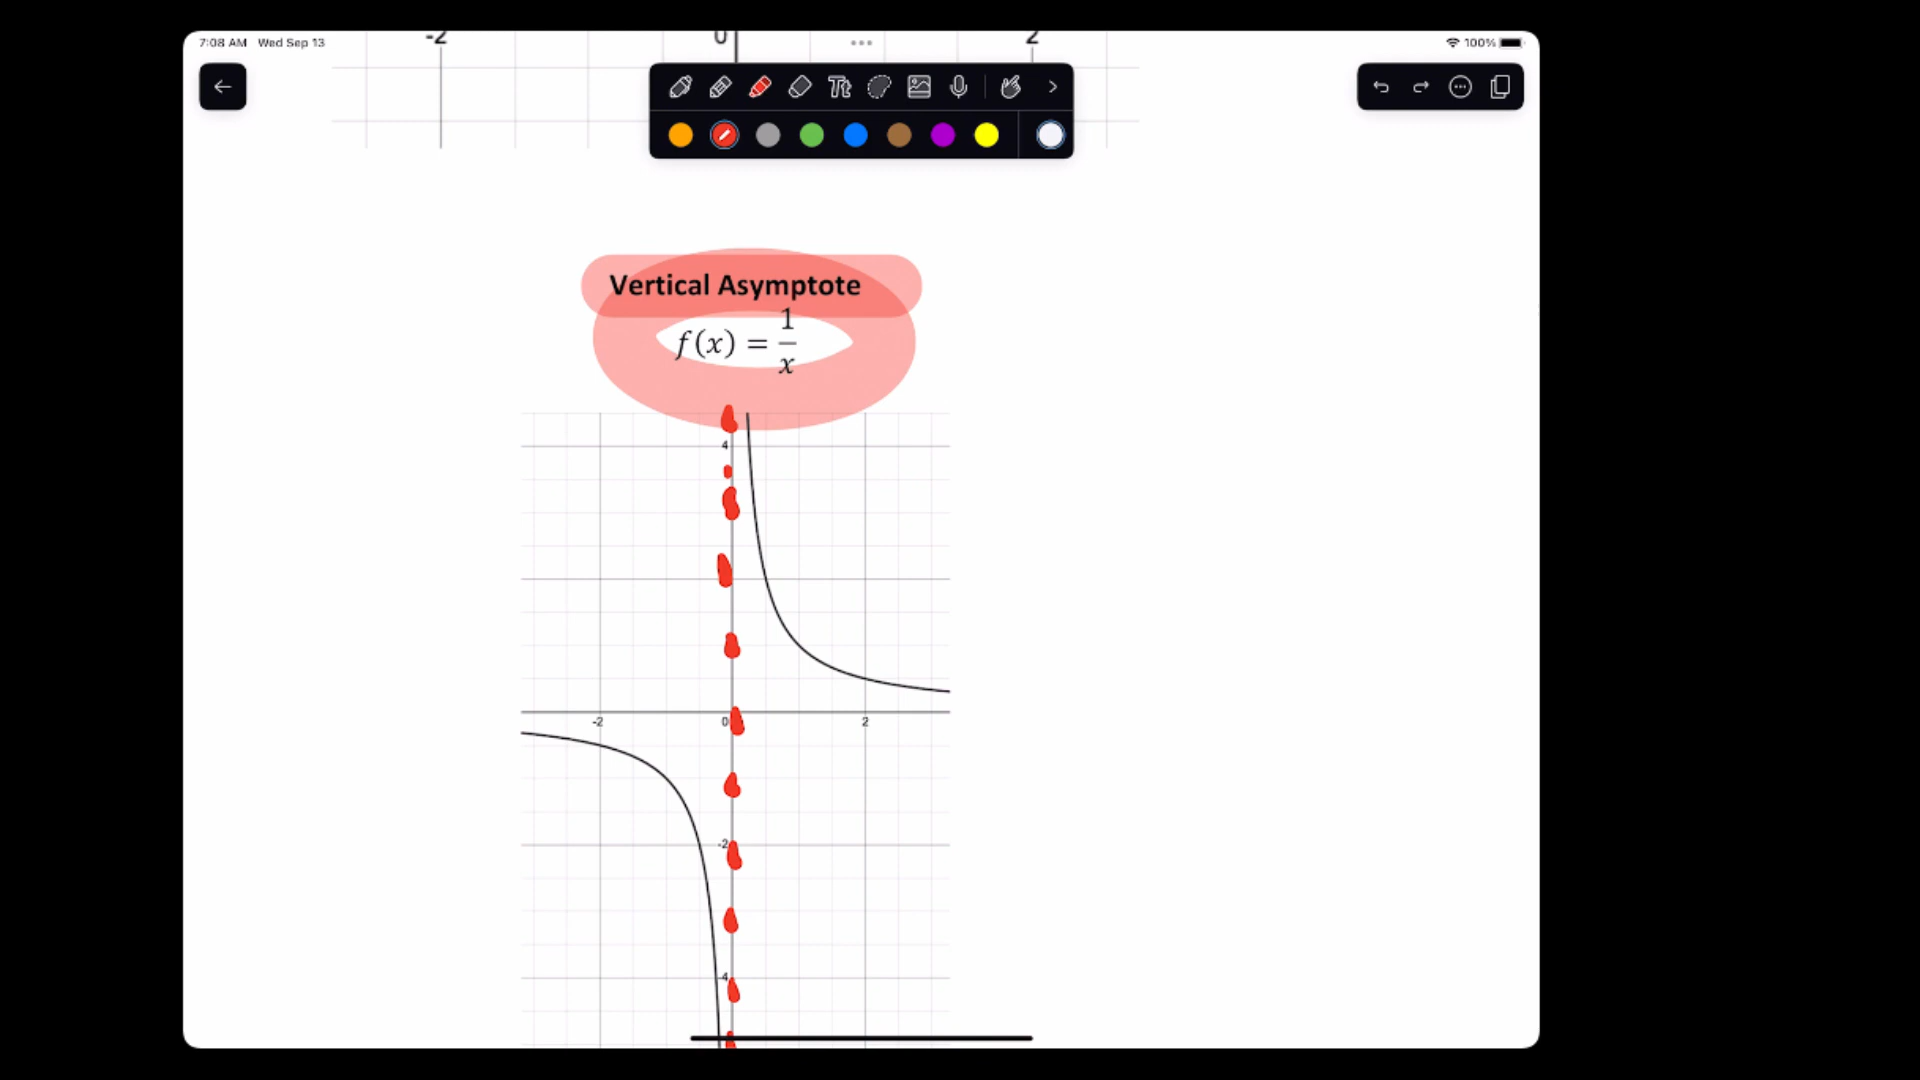 7:08 AM Wed Sep 13
100%
-2 0 2
Tt
Vertical Asymptote
f(x) = 1/x
4
-2 0 2
-2
-4